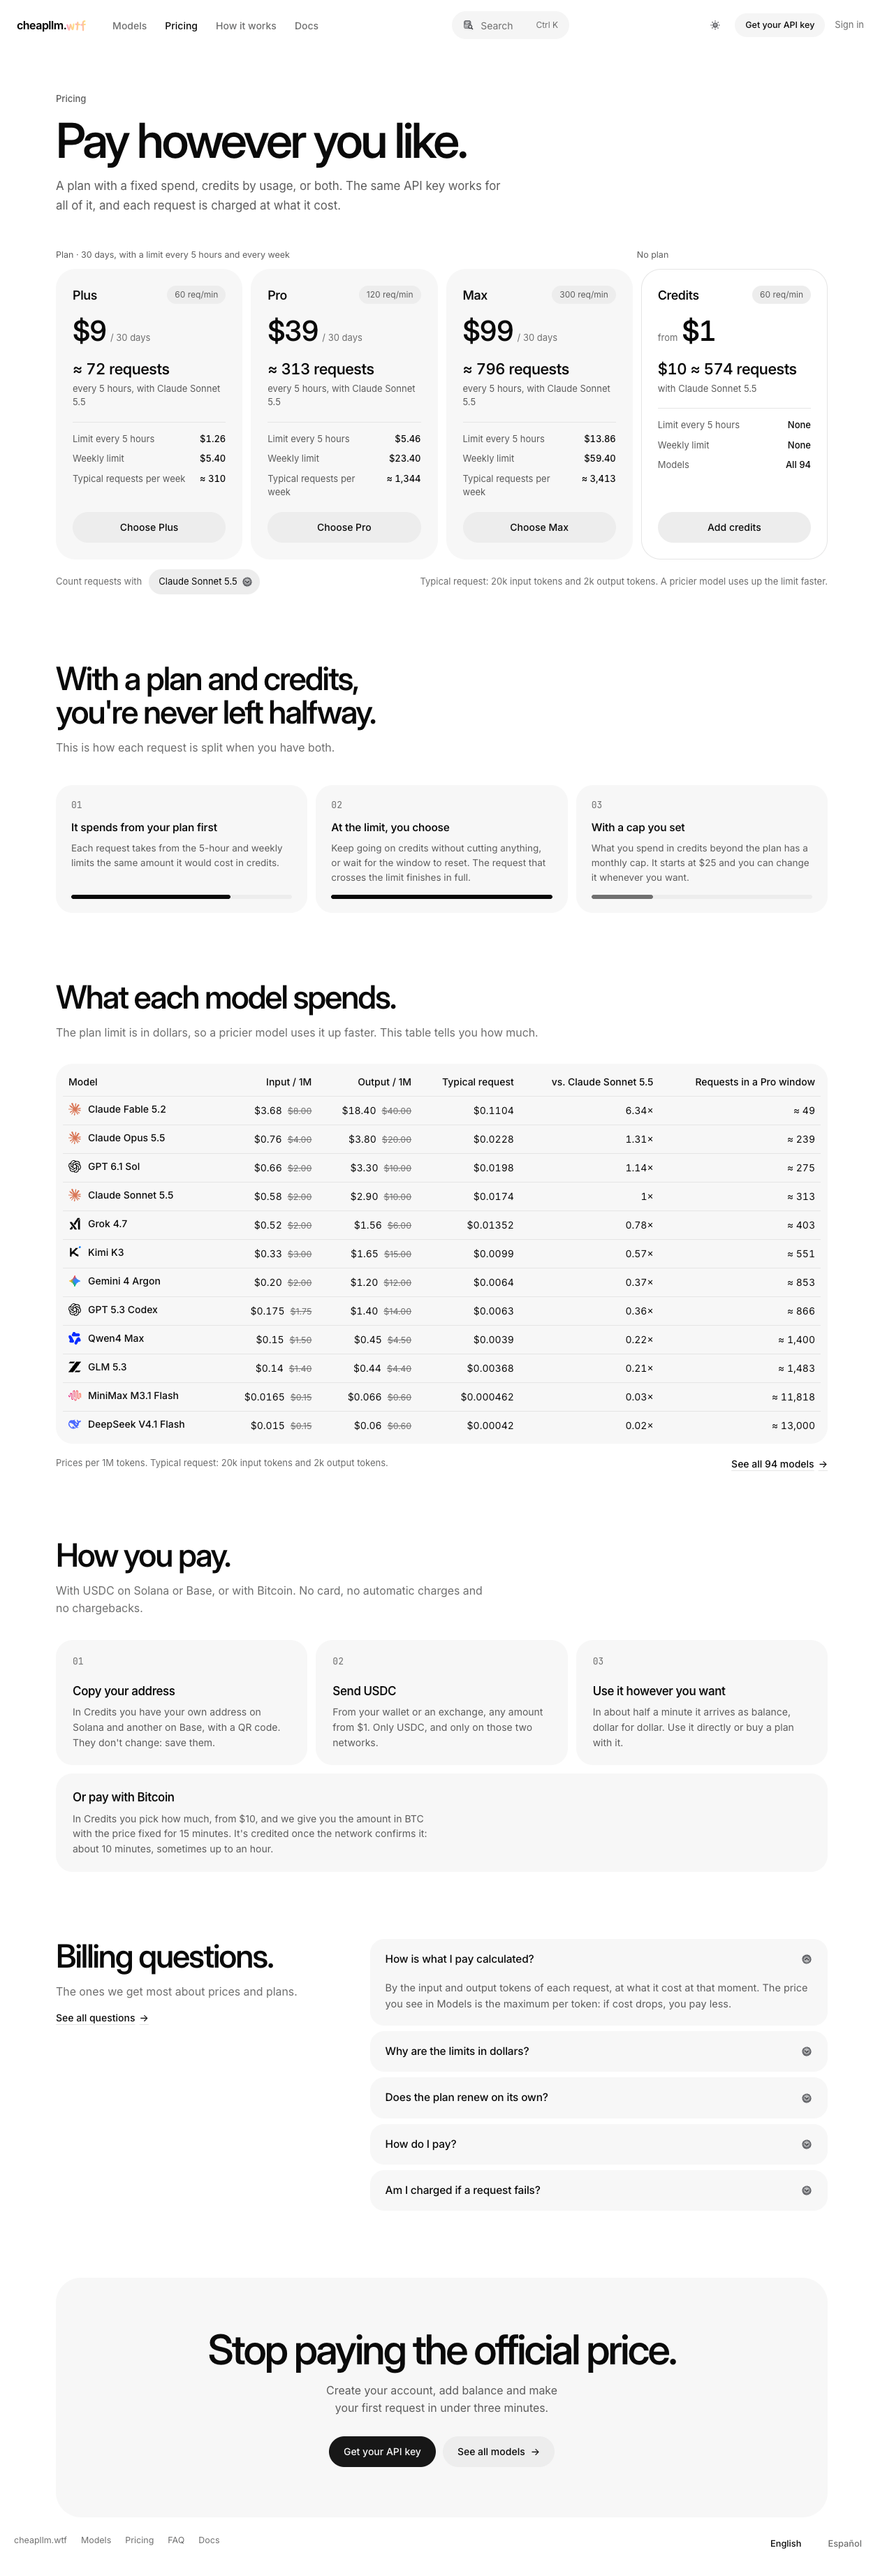 cheapllm.wtf
Models
Pricing
How it works
Docs
Search
Ctrl K
Get your API key
Sign in
Pricing
Pay however you like.
A plan with a fixed spend, credits by usage, or both. The same API key works for
all of it, and each request is charged at what it cost.
Plan · 30 days, with a limit every 5 hours and every week
No plan
Plus
60 req/min
$9 / 30 days
≈ 72 requests
every 5 hours, with Claude Sonnet
5.5
Limit every 5 hours $1.26
Weekly limit $5.40
Typical requests per week ≈ 310
Choose Plus
Pro
120 req/min
$39 / 30 days
≈ 313 requests
every 5 hours, with Claude Sonnet
5.5
Limit every 5 hours $5.46
Weekly limit $23.40
Typical requests per ≈ 1,344
week
Choose Pro
Max
300 req/min
$99 / 30 days
≈ 796 requests
every 5 hours, with Claude Sonnet
5.5
Limit every 5 hours $13.86
Weekly limit $59.40
Typical requests per ≈ 3,413
week
Choose Max
Credits
60 req/min
from $1
$10 ≈ 574 requests
with Claude Sonnet 5.5
Limit every 5 hours None
Weekly limit None
Models All 94
Add credits
Count requests with Claude Sonnet 5.5
Typical request: 20k input tokens and 2k output tokens. A pricier model uses up the limit faster.
With a plan and credits,
you're never left halfway.
This is how each request is split when you have both.
01
It spends from your plan first
Each request takes from the 5-hour and weekly
limits the same amount it would cost in credits.
02
At the limit, you choose
Keep going on credits without cutting anything,
or wait for the window to reset. The request that
crosses the limit finishes in full.
03
With a cap you set
What you spend in credits beyond the plan has a
monthly cap. It starts at $25 and you can change
it whenever you want.
What each model spends.
The plan limit is in dollars, so a pricier model uses it up faster. This table tells you how much.
Model Input / 1M Output / 1M Typical request vs. Claude Sonnet 5.5 Requests in a Pro window
Claude Fable 5.2 $3.68 $8.00 $18.40 $40.00 $0.1104 6.34× ≈ 49
Claude Opus 5.5 $0.76 $4.00 $3.80 $20.00 $0.0228 1.31× ≈ 239
GPT 6.1 Sol $0.66 $2.00 $3.30 $10.00 $0.0198 1.14× ≈ 275
Claude Sonnet 5.5 $0.58 $2.00 $2.90 $10.00 $0.0174 1× ≈ 313
Grok 4.7 $0.52 $2.00 $1.56 $6.00 $0.01352 0.78× ≈ 403
Kimi K3 $0.33 $3.00 $1.65 $15.00 $0.0099 0.57× ≈ 551
Gemini 4 Argon $0.20 $2.00 $1.20 $12.00 $0.0064 0.37× ≈ 853
GPT 5.3 Codex $0.175 $1.75 $1.40 $14.00 $0.0063 0.36× ≈ 866
Qwen4 Max $0.15 $1.50 $0.45 $4.50 $0.0039 0.22× ≈ 1,400
GLM 5.3 $0.14 $1.40 $0.44 $4.40 $0.00368 0.21× ≈ 1,483
MiniMax M3.1 Flash $0.0165 $0.15 $0.066 $0.60 $0.000462 0.03× ≈ 11,818
DeepSeek V4.1 Flash $0.015 $0.15 $0.06 $0.60 $0.00042 0.02× ≈ 13,000
Prices per 1M tokens. Typical request: 20k input tokens and 2k output tokens.
See all 94 models →
How you pay.
With USDC on Solana or Base, or with Bitcoin. No card, no automatic charges and
no chargebacks.
01
Copy your address
In Credits you have your own address on
Solana and another on Base, with a QR code.
They don't change: save them.
02
Send USDC
From your wallet or an exchange, any amount
from $1. Only USDC, and only on those two
networks.
03
Use it however you want
In about half a minute it arrives as balance,
dollar for dollar. Use it directly or buy a plan
with it.
Or pay with Bitcoin
In Credits you pick how much, from $10, and we give you the amount in BTC
with the price fixed for 15 minutes. It's credited once the network confirms it:
about 10 minutes, sometimes up to an hour.
Billing questions.
The ones we get most about prices and plans.
See all questions →
How is what I pay calculated?
By the input and output tokens of each request, at what it cost at that moment. The price
you see in Models is the maximum per token: if cost drops, you pay less.
Why are the limits in dollars?
Does the plan renew on its own?
How do I pay?
Am I charged if a request fails?
Stop paying the official price.
Create your account, add balance and make
your first request in under three minutes.
Get your API key
See all models →
cheapllm.wtf
Models
Pricing
FAQ
Docs
English
Español